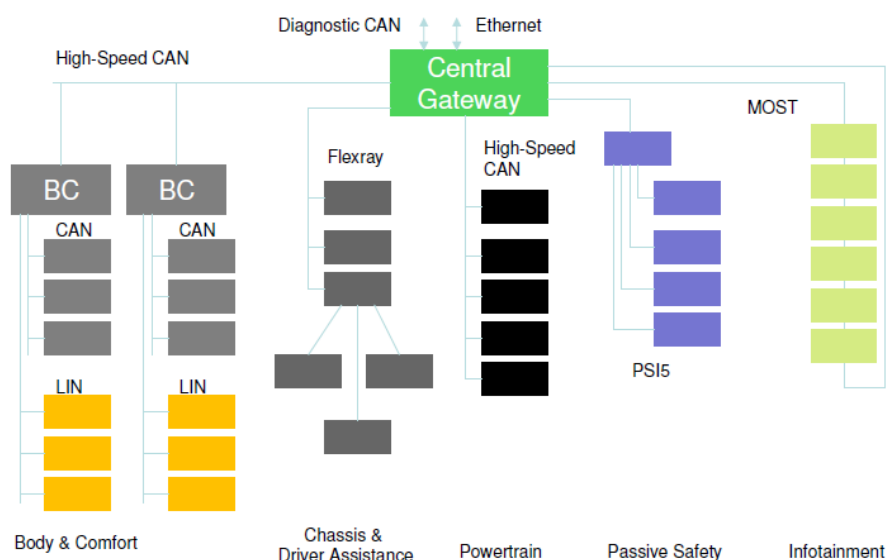 Diagnostic CAN
Ethernet
High-Speed CAN
Central
Gateway
MOST
Flexray
High-Speed
CAN
BC
BC
CAN
CAN
PSI5
LIN
LIN
Body & Comfort
Chassis &
Driver Assistance
Powertrain
Passive Safety
Infotainment